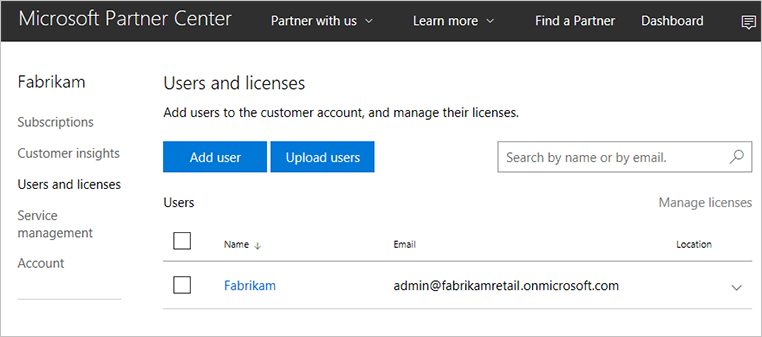 Microsoft Partner Center Partner with us Learn more Find a Partner Dashboard
Fabrikam
Subscriptions
Customer insights
Users and licenses
Service
management
Account
Users and licenses
Add users to the customer account, and manage their licenses.
Add user Upload users Search by name or by email.
Users Manage licenses
Name Email Location
Fabrikam admin@fabrikamretail.onmicrosoft.com